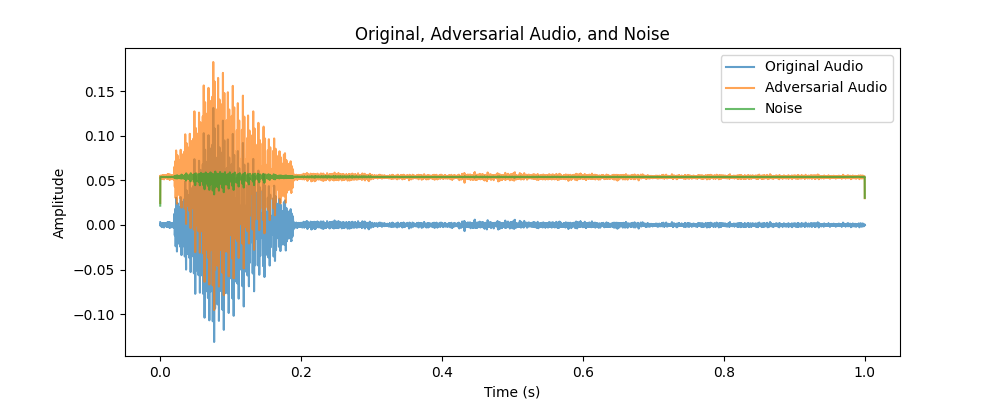 Original, Adversarial Audio, and Noise
Original Audio
Adversarial Audio
Noise
Amplitude
0.15
0.10
0.05
0.00
−0.05
−0.10
0.0 0.2 0.4 0.6 0.8 1.0
Time (s)